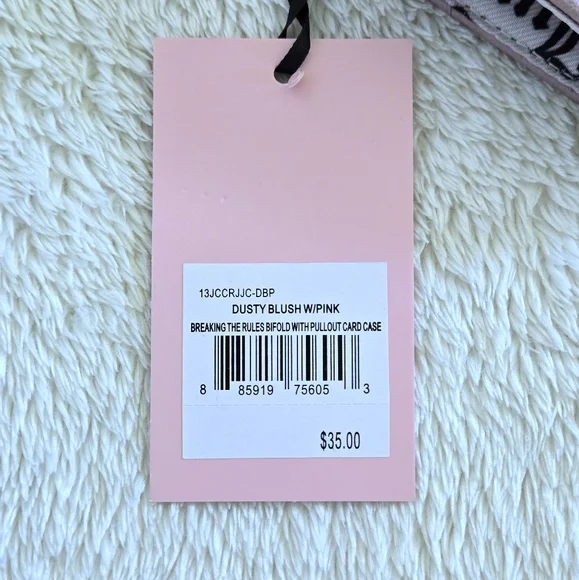 13JCCRJJC-DBP
DUSTY BLUSH W/PINK
BREAKING THE RULES BIFOLD WITH PULLOUT CARD CASE
8 85919 75605 3
$35.00